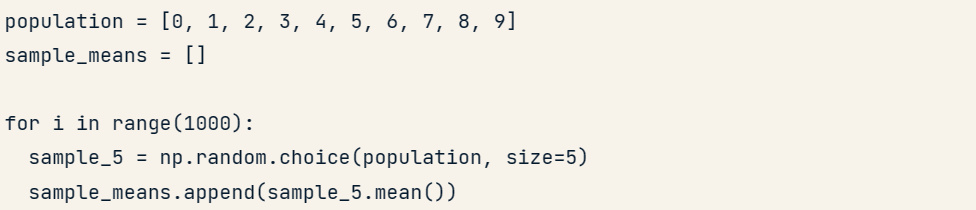 population = [0, 1, 2, 3, 4, 5, 6, 7, 8, 9]
sample_means = []

for i in range(1000):
  sample_5 = np.random.choice(population, size=5)
  sample_means.append(sample_5.mean())